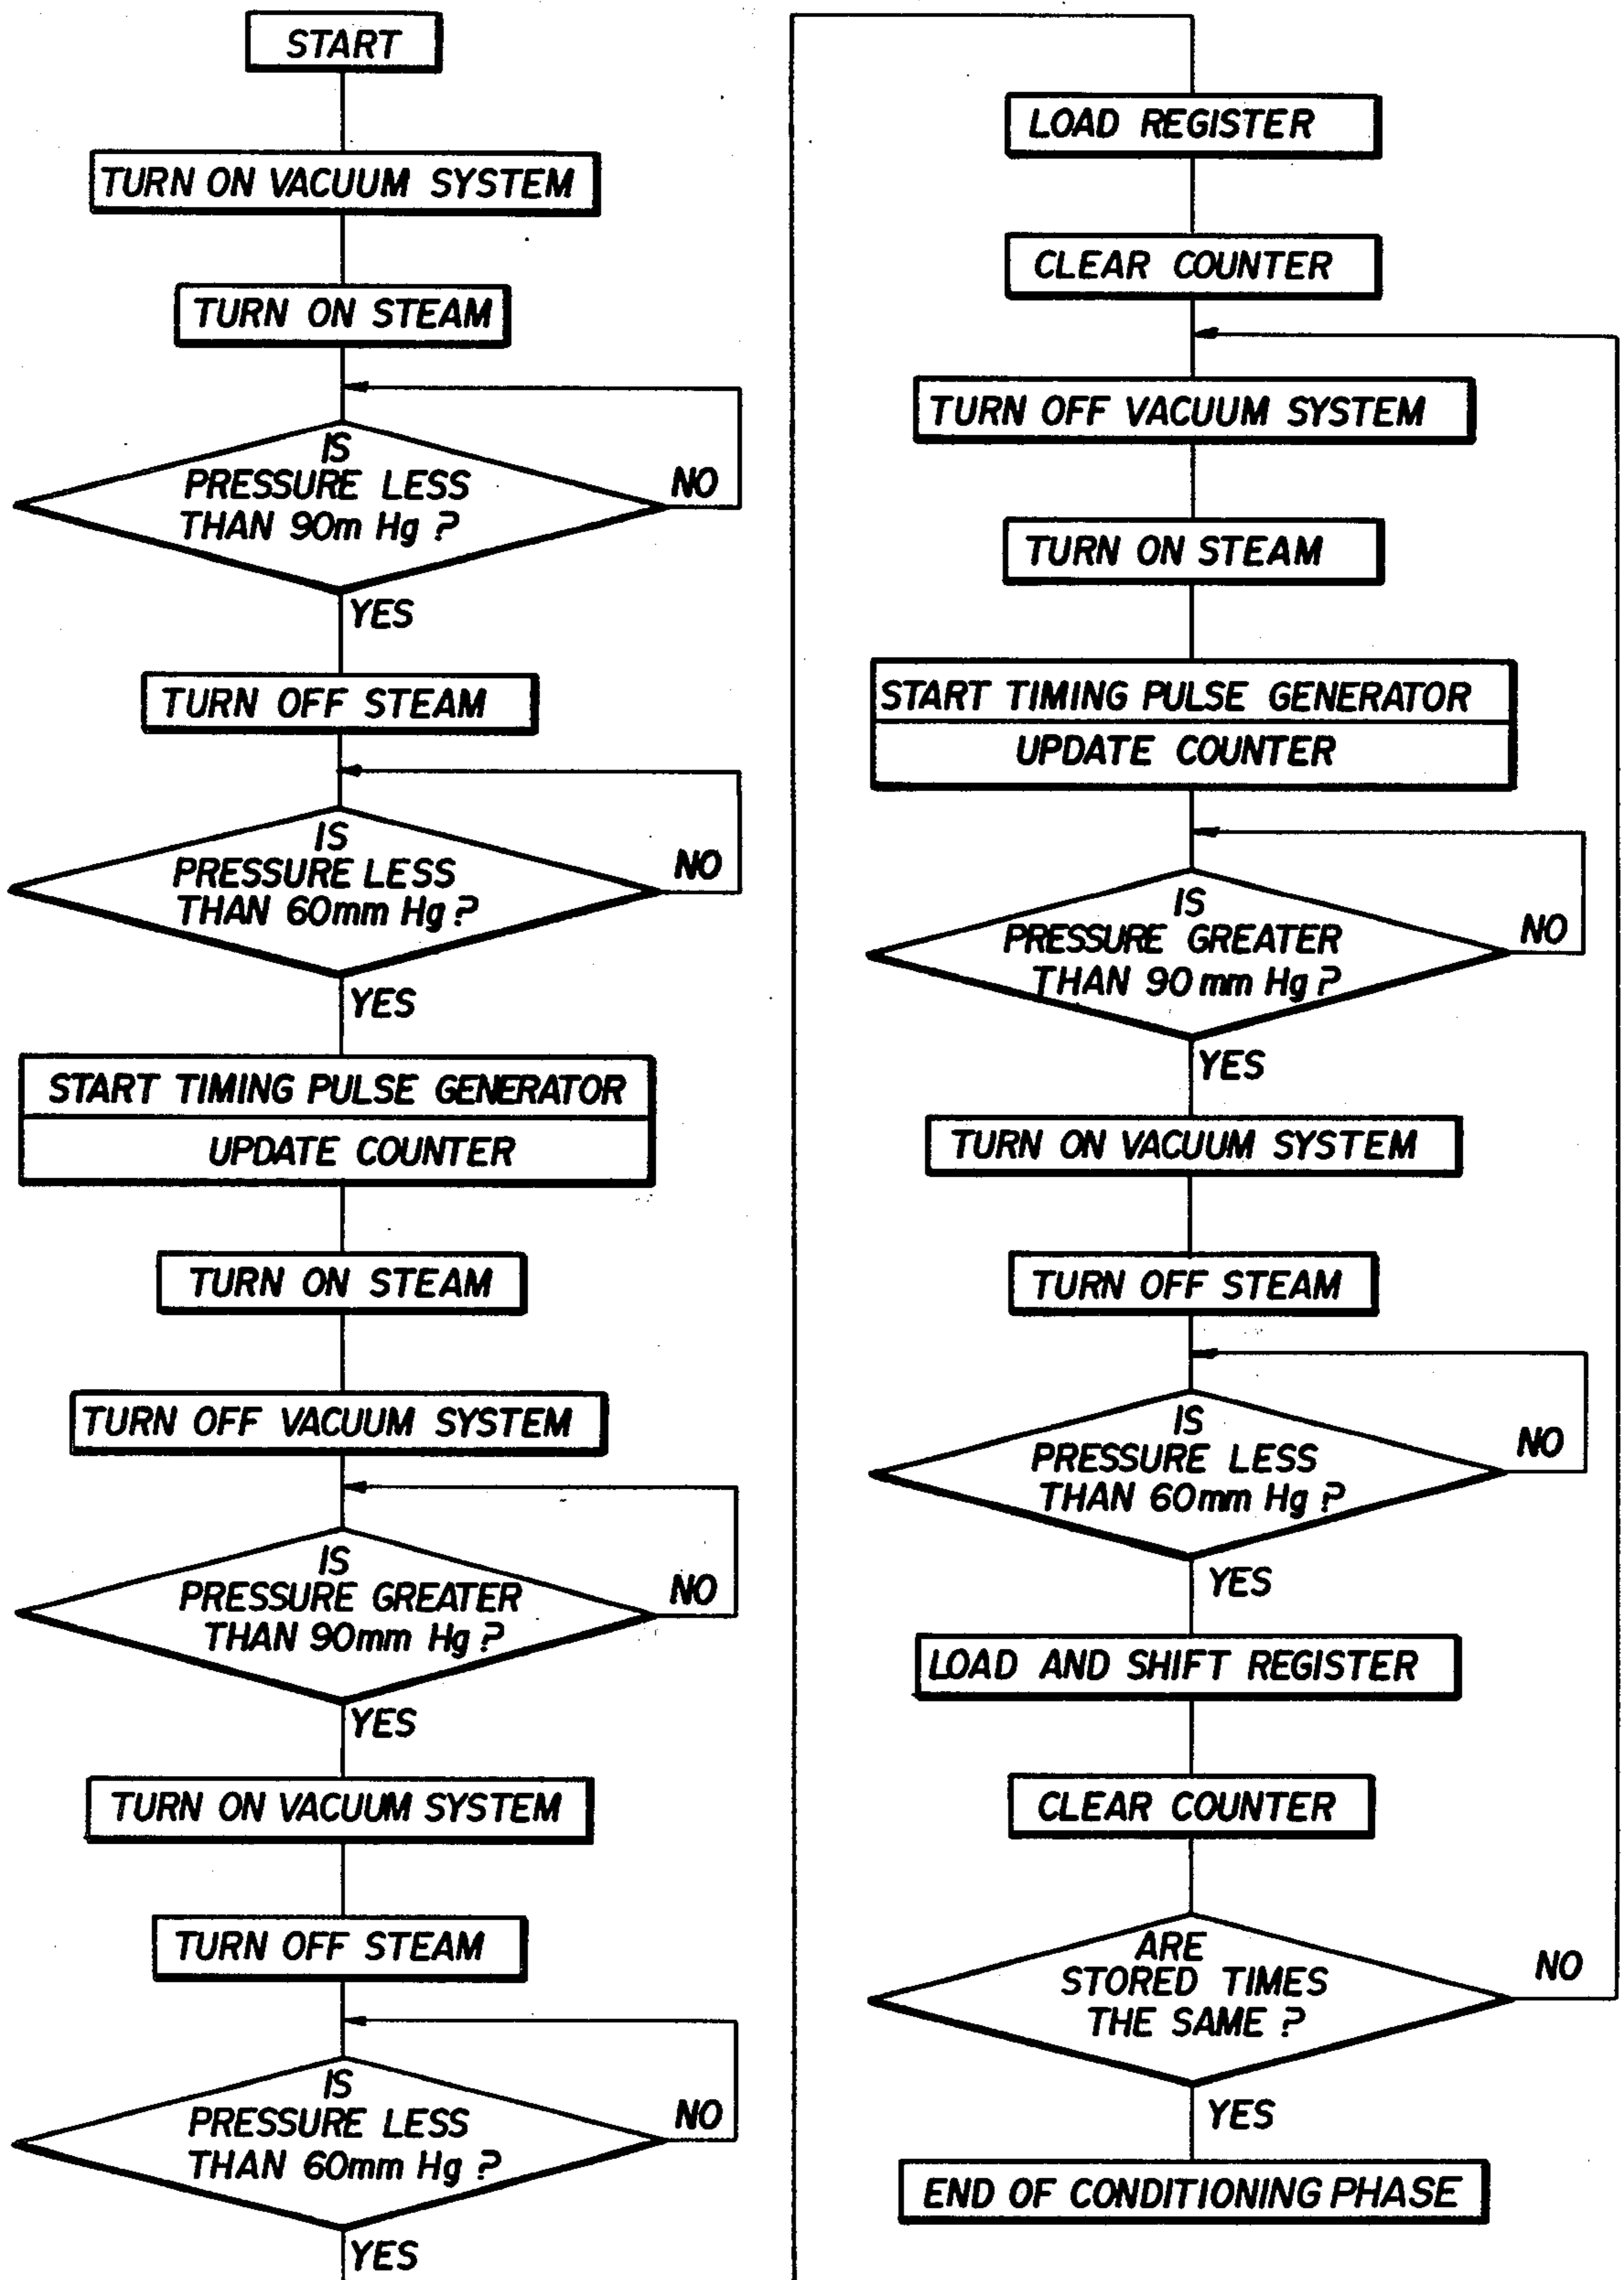 START
TURN ON VACUUM SYSTEM
TURN ON STEAM
IS
PRESSURE LESS
THAN 90m Hg ?
NO
YES
TURN OFF STEAM
IS
PRESSURE LESS
THAN 60mm Hg ?
NO
YES
START TIMING PULSE GENERATOR
UPDATE COUNTER
TURN ON STEAM
TURN OFF VACUUM SYSTEM
IS
PRESSURE GREATER
THAN 90mm Hg ?
NO
YES
TURN ON VACUUM SYSTEM
TURN OFF STEAM
IS
PRESSURE LESS
THAN 60mm Hg ?
NO
YES
LOAD REGISTER
CLEAR COUNTER
TURN OFF VACUUM SYSTEM
TURN ON STEAM
START TIMING PULSE GENERATOR
UPDATE COUNTER
IS
PRESSURE GREATER
THAN 90 mm Hg ?
NO
YES
TURN ON VACUUM SYSTEM
TURN OFF STEAM
IS
PRESSURE LESS
THAN 60mm Hg ?
NO
YES
LOAD AND SHIFT REGISTER
CLEAR COUNTER
ARE
STORED TIMES
THE SAME ?
NO
YES
END OF CONDITIONING PHASE